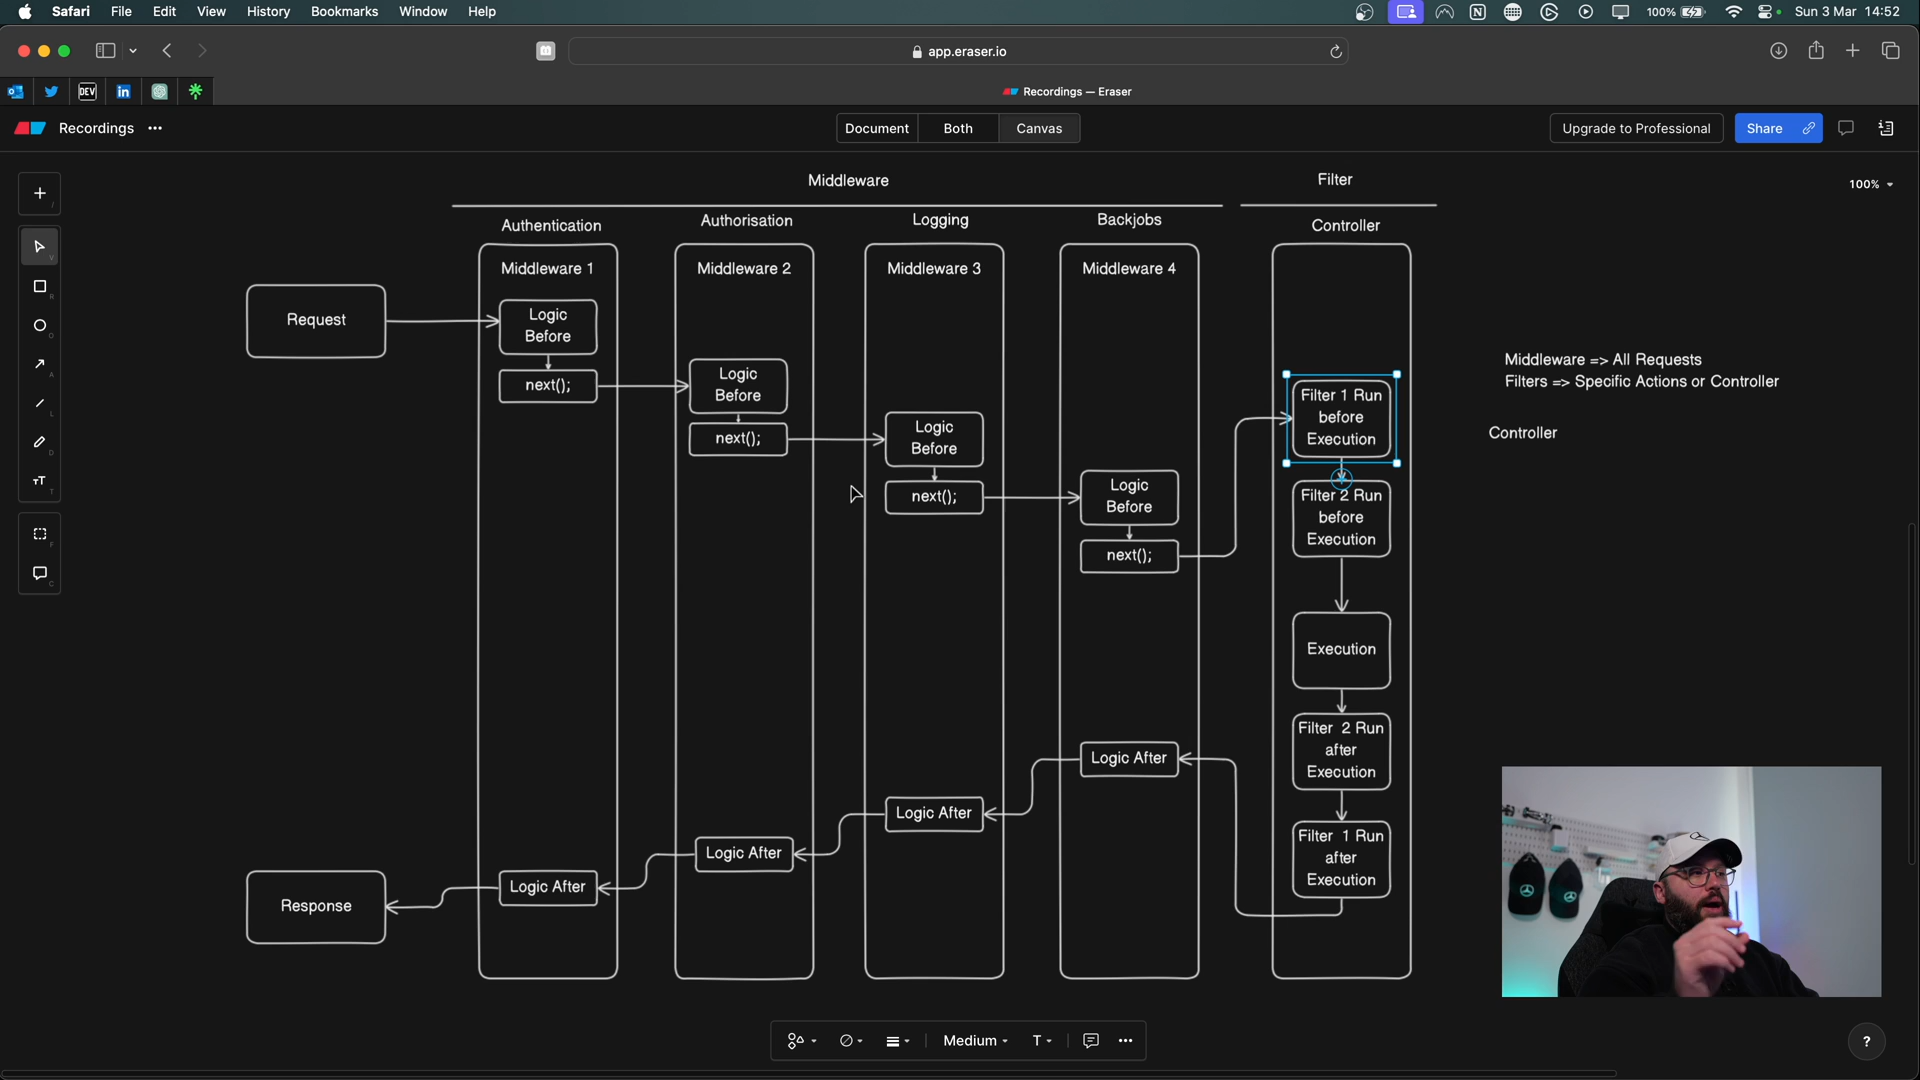 Safari File Edit View History Bookmarks Window Help 100% Sun 3 Mar 14:52
app.eraser.io
DEV in Recordings — Eraser
Recordings Document Both Canvas Upgrade to Professional Share
100%
Middleware Filter
Authentication Authorisation Logging Backjobs Controller
Middleware 1 Middleware 2 Middleware 3 Middleware 4
Request
Logic
Before
next();
Logic
Before
next();
Logic
Before
next();
Logic
Before
next();
Filter 1 Run
before
Execution
Filter 2 Run
before
Execution
Execution
Filter 2 Run
after
Execution
Filter 1 Run
after
Execution
Logic After
Logic After
Logic After
Logic After
Response
Middleware => All Requests
Filters => Specific Actions or Controller
Controller
Medium T
?